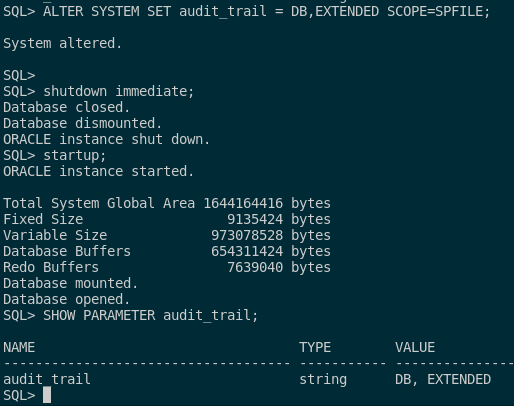 SQL> ALTER SYSTEM SET audit_trail = DB,EXTENDED SCOPE=SPFILE;
System altered.
SQL>
SQL> shutdown immediate;
Database closed.
Database dismounted.
ORACLE instance shut down.
SQL> startup;
ORACLE instance started.
Total System Global Area 1644164416 bytes
Fixed Size 9135424 bytes
Variable Size 973078528 bytes
Database Buffers 654311424 bytes
Redo Buffers 7639040 bytes
Database mounted.
Database opened.
SQL> SHOW PARAMETER audit_trail;
NAME TYPE VALUE
------------------------------------ ----------- ---------------
audit_trail string DB, EXTENDED
SQL>